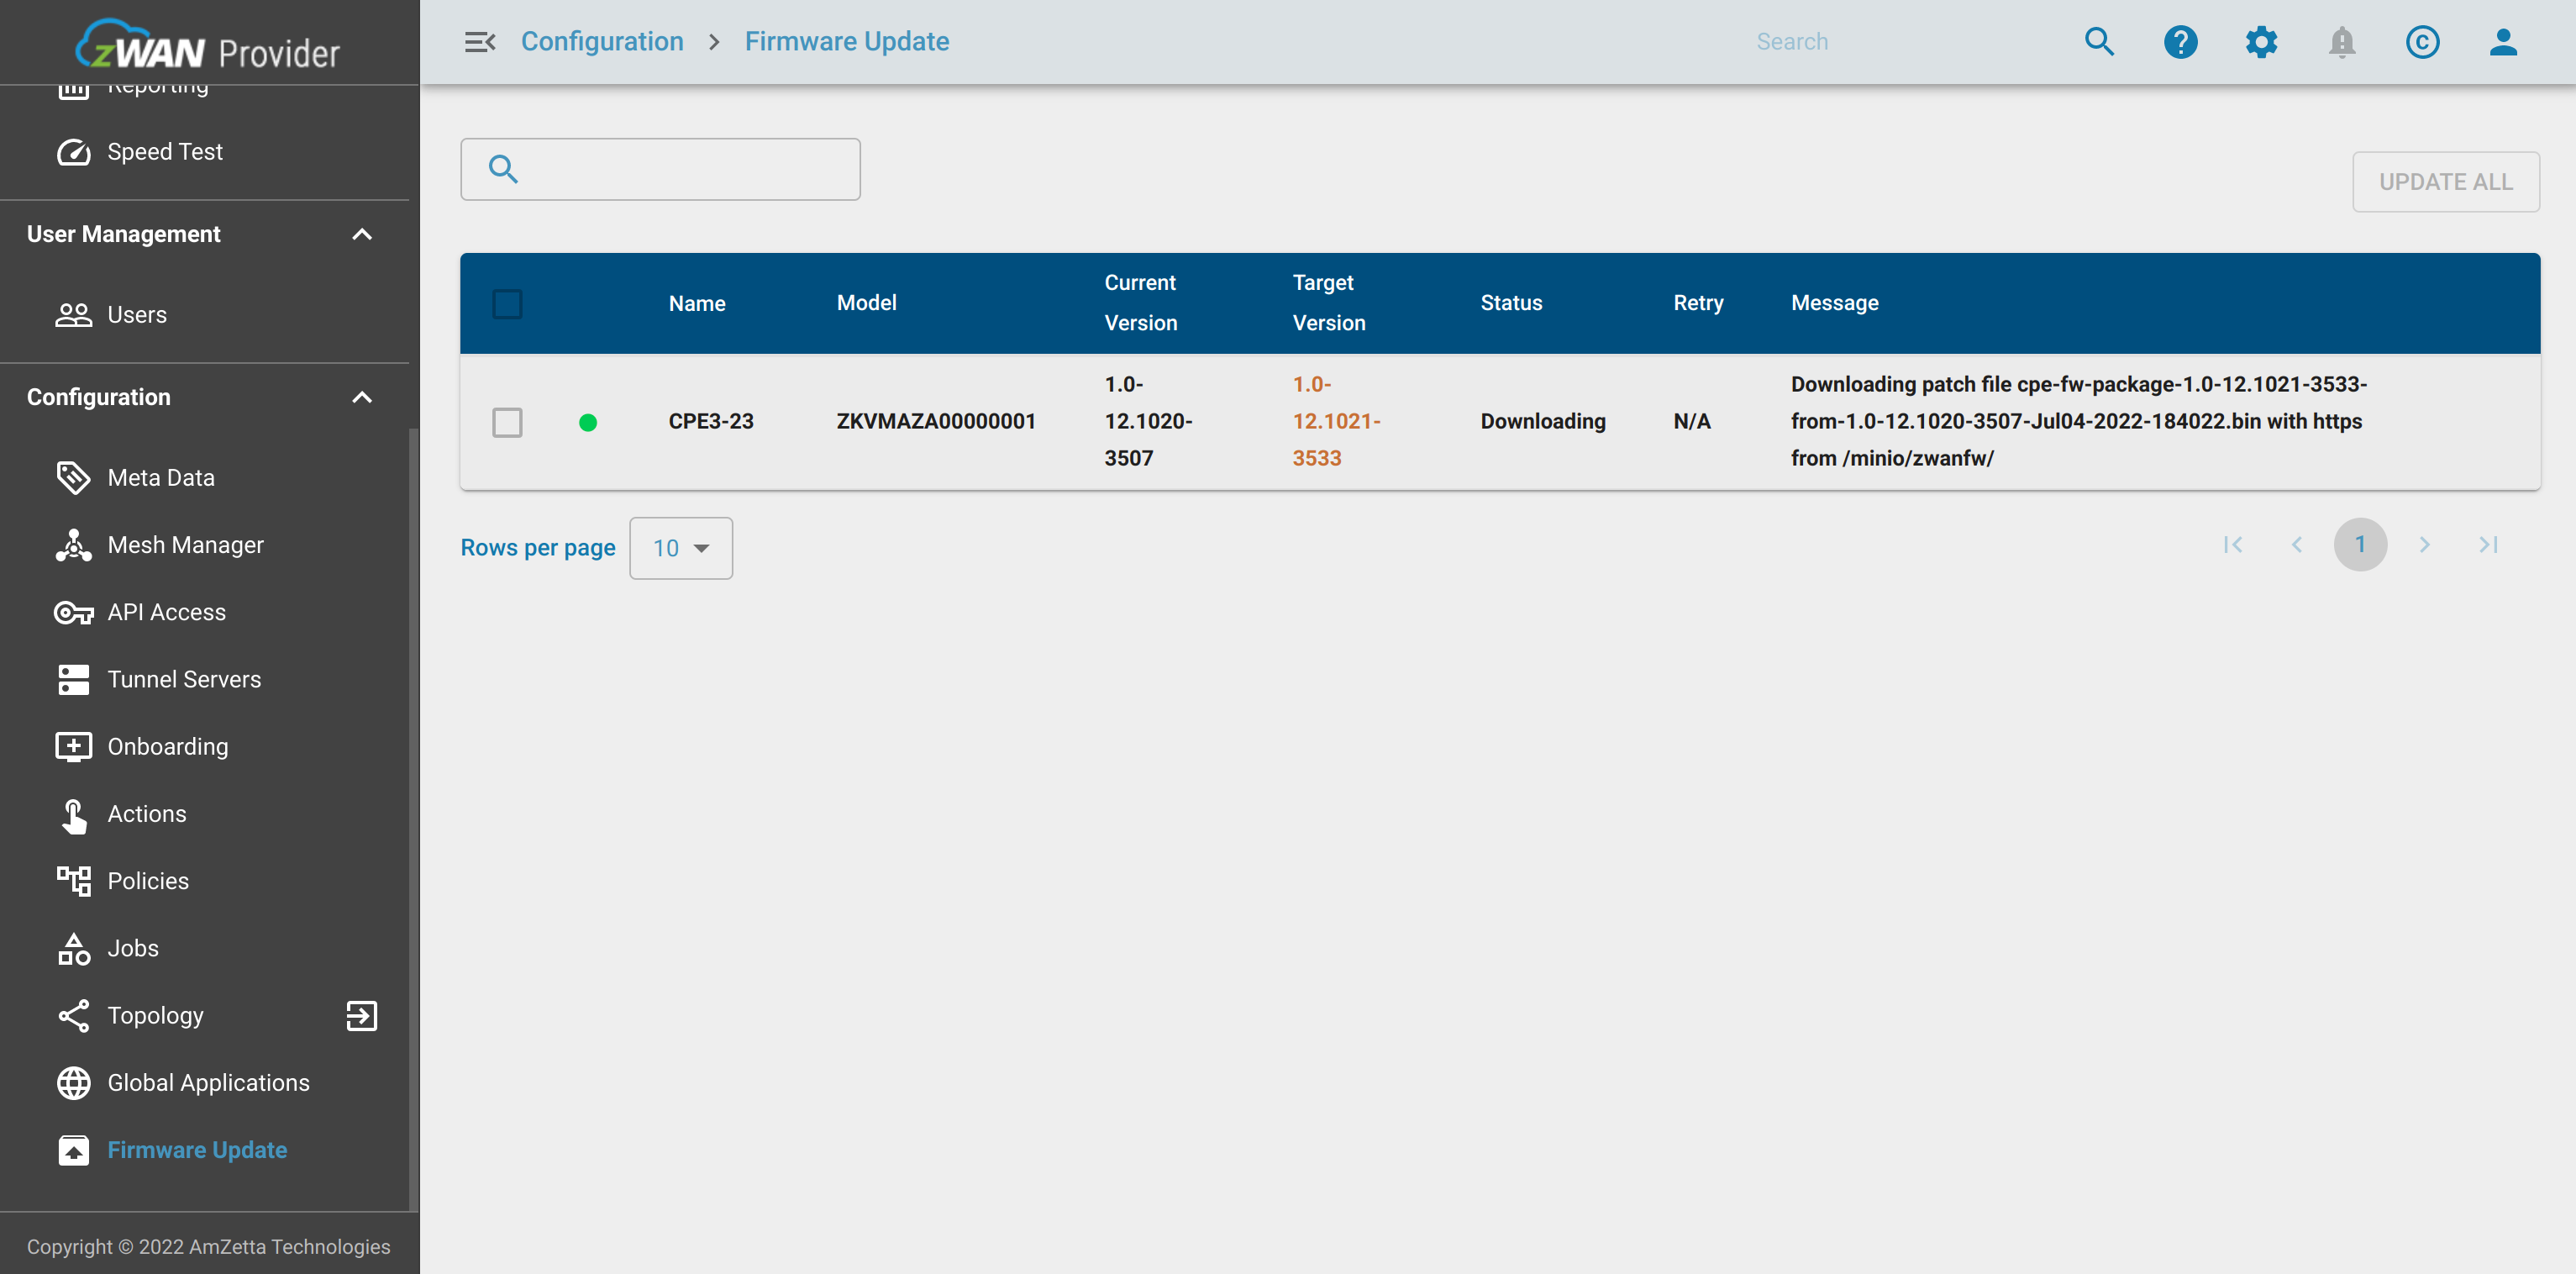 zWAN Provider
Reporting
Speed Test
User Management
Users
Configuration
Meta Data
Mesh Manager
API Access
Tunnel Servers
Onboarding
Actions
Policies
Jobs
Topology
Global Applications
Firmware Update
Copyright © 2022 AmZetta Technologies
Configuration > Firmware Update
Search
UPDATE ALL
Name Model Current Version Target Version Status Retry Message
CPE3-23
ZKVMAZA00000001
1.0-
12.1020-
3507
1.0-
12.1021-
3533
Downloading
N/A
Downloading patch file cpe-fw-package-1.0-12.1021-3533-
from-1.0-12.1020-3507-Jul04-2022-184022.bin with https
from /minio/zwanfw/
Rows per page 10
1